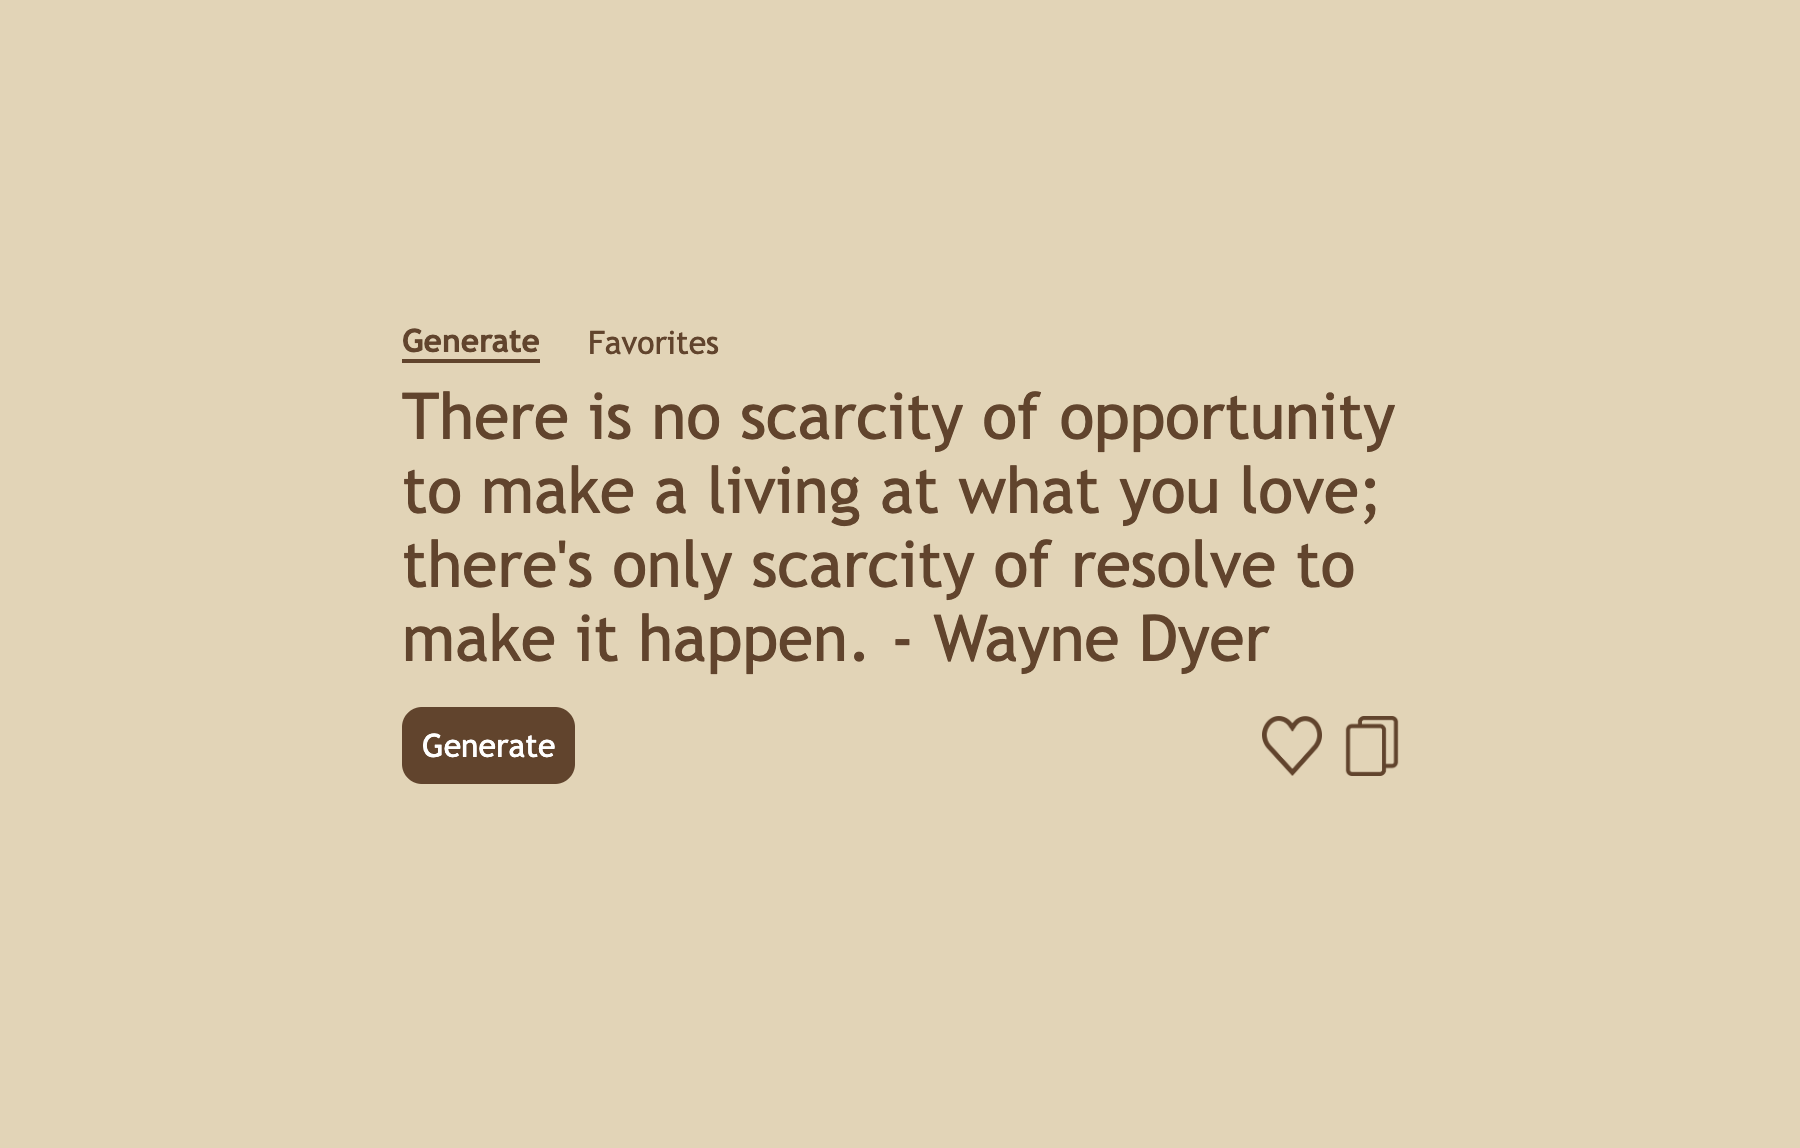 Generate Favorites
There is no scarcity of opportunity
to make a living at what you love;
there's only scarcity of resolve to
make it happen. - Wayne Dyer
Generate